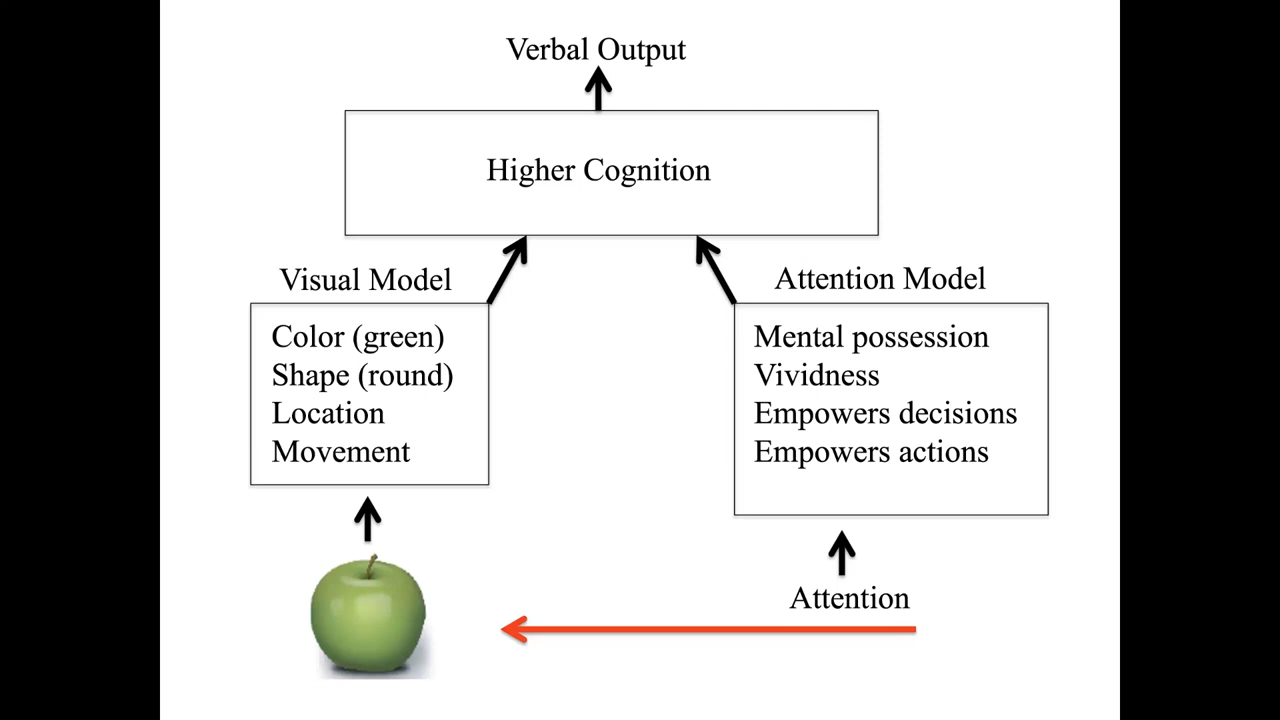 Verbal Output
Higher Cognition
Visual Model
Color (green)
Shape (round)
Location
Movement
Attention Model
Mental possession
Vividness
Empowers decisions
Empowers actions
Attention